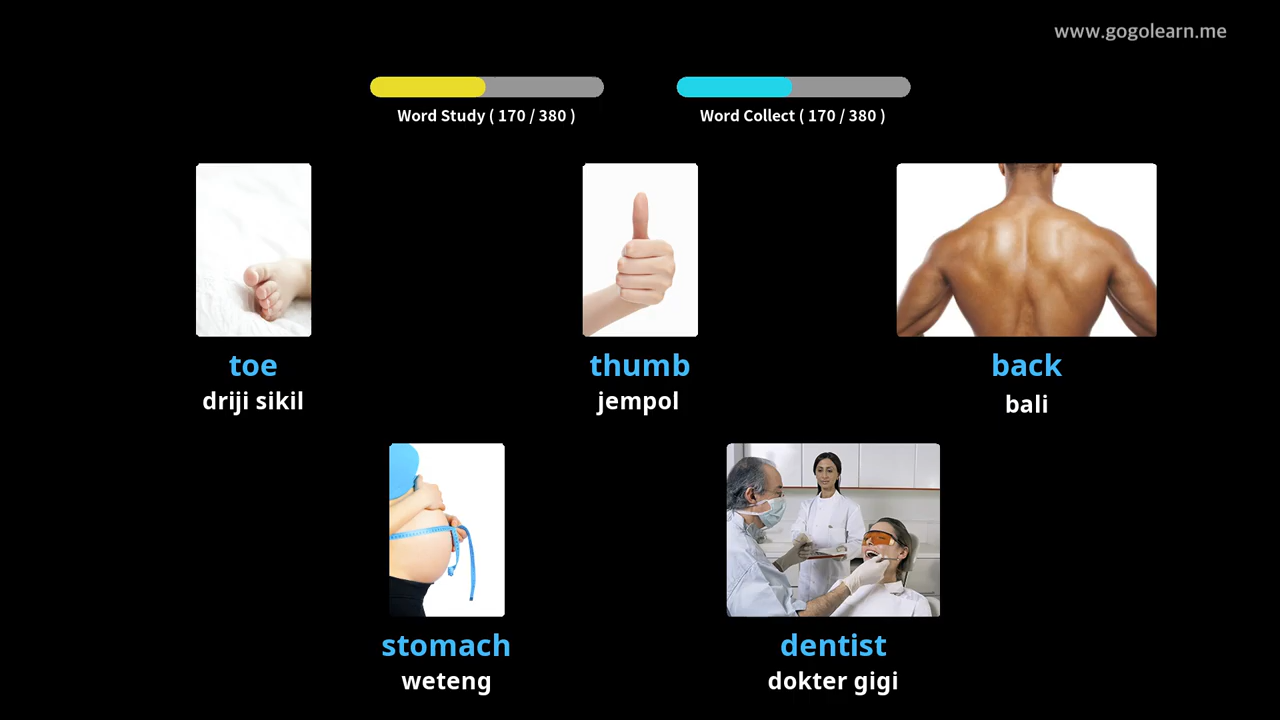 www.gogolearn.me
Word Study ( 170 / 380 )
Word Collect ( 170 / 380 )
toe
driji sikil
thumb
jempol
back
bali
stomach
weteng
dentist
dokter gigi